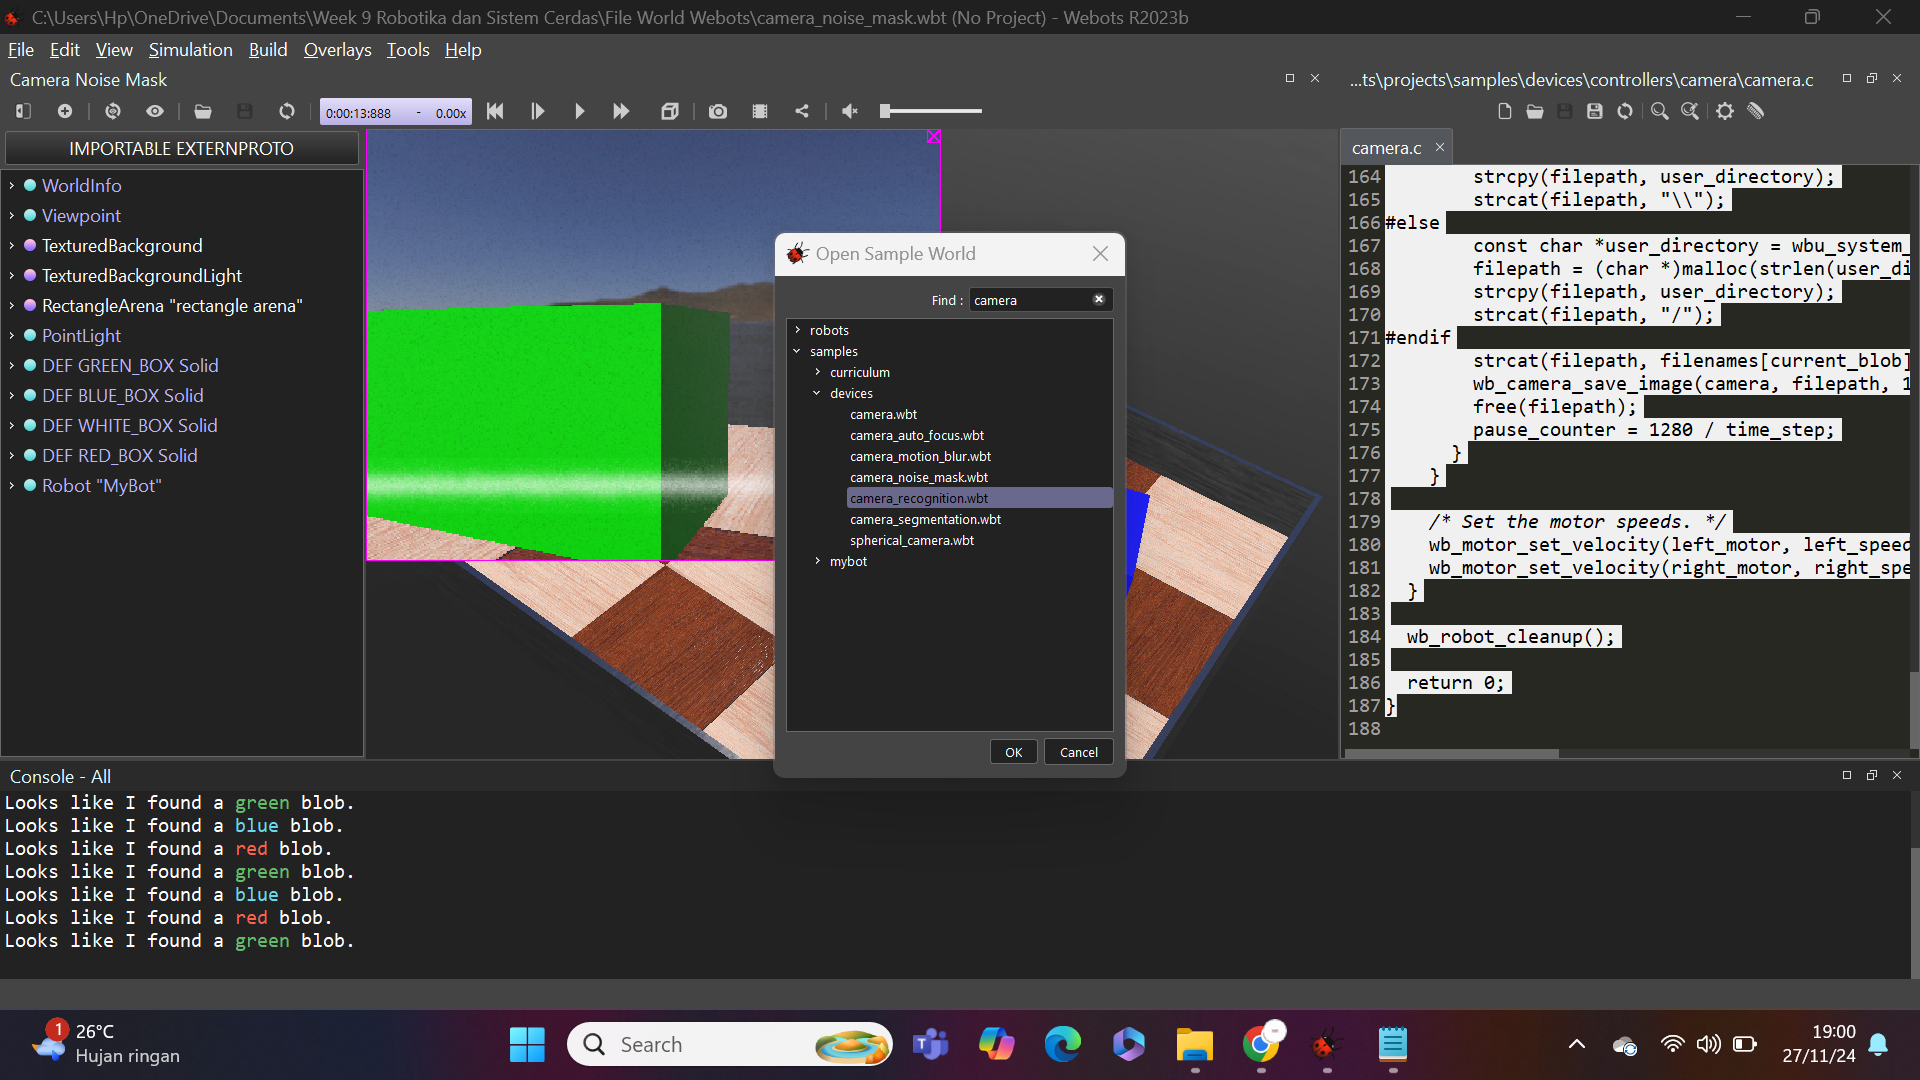 C:\Users\Hp\OneDrive\Documents\Week 9 Robotika dan Sistem Cerdas\File World Webots\camera_noise_mask.wbt (No Project) - Webots R2023b
File Edit View Simulation Build Overlays Tools Help
Camera Noise Mask
0:00:13:888 - 0.00x
IMPORTABLE EXTERNPROTO
WorldInfo
Viewpoint
TexturedBackground
TexturedBackgroundLight
RectangleArena "rectangle arena"
PointLight
DEF GREEN_BOX Solid
DEF BLUE_BOX Solid
DEF WHITE_BOX Solid
DEF RED_BOX Solid
Robot "MyBot"
Open Sample World
Find : camera
robots
samples
curriculum
devices
camera.wbt
camera_auto_focus.wbt
camera_motion_blur.wbt
camera_noise_mask.wbt
camera_recognition.wbt
camera_segmentation.wbt
spherical_camera.wbt
mybot
OK Cancel
...ts\projects\samples\devices\controllers\camera\camera.c
camera.c
164 strcpy(filepath, user_directory);
165 strcat(filepath, "\\");
166 #else
167 const char *user_directory = wbu_system_
168 filepath = (char *)malloc(strlen(user_di
169 strcpy(filepath, user_directory);
170 strcat(filepath, "/");
171 #endif
172 strcat(filepath, filenames[current_blob]
173 wb_camera_save_image(camera, filepath, 1
174 free(filepath);
175 pause_counter = 1280 / time_step;
176 }
177 }
178
179 /* Set the motor speeds. */
180 wb_motor_set_velocity(left_motor, left_speed
181 wb_motor_set_velocity(right_motor, right_spe
182 }
183
184 wb_robot_cleanup();
185
186 return 0;
187 }
188
Console - All
Looks like I found a green blob.
Looks like I found a blue blob.
Looks like I found a red blob.
Looks like I found a green blob.
Looks like I found a blue blob.
Looks like I found a red blob.
Looks like I found a green blob.
1
26°C
Hujan ringan
Search
19:00
27/11/24